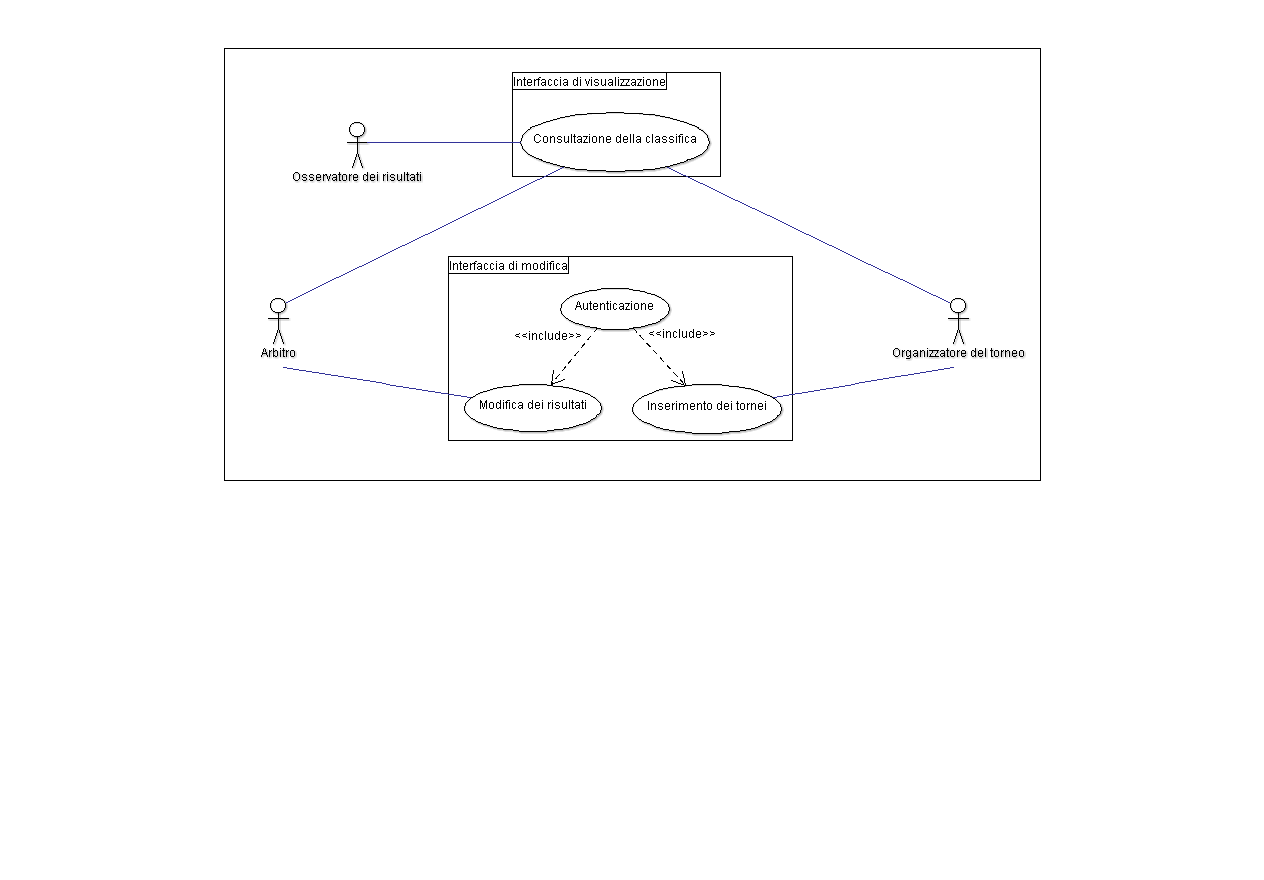 Interfaccia di visualizzazione
Consultazione della classifica
Osservatore dei risultati
Interfaccia di modifica
Autenticazione
<<include>>
<<include>>
Arbitro
Organizzatore del torneo
Modifica dei risultati
Inserimento dei tornei